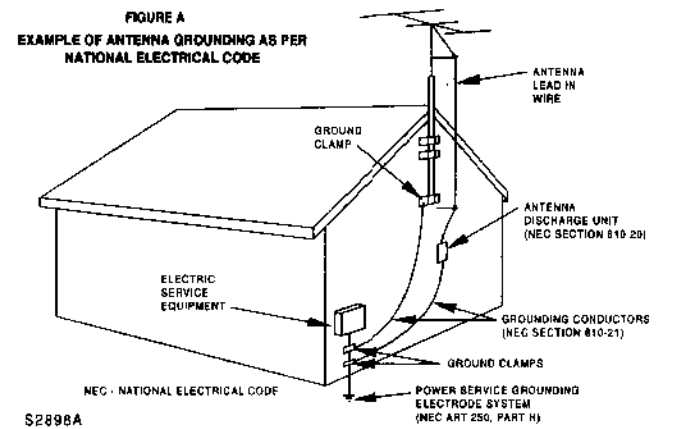 FIGURE A
EXAMPLE OF ANTENNA GROUNDING AS PER
NATIONAL ELECTRICAL CODE
ANTENNA
LEAD IN
WIRE
GROUND
CLAMP
ANTENNA
DISCHARGE UNIT
(NEC SECTION 810-20)
ELECTRIC
SERVICE
EQUIPMENT
GROUNDING CONDUCTORS
(NEC SECTION 810-21)
GROUND CLAMPS
NEC - NATIONAL ELECTRICAL CODE
POWER SERVICE GROUNDING
ELECTRODE SYSTEM
(NEC ART 250, PART H)
S2898A